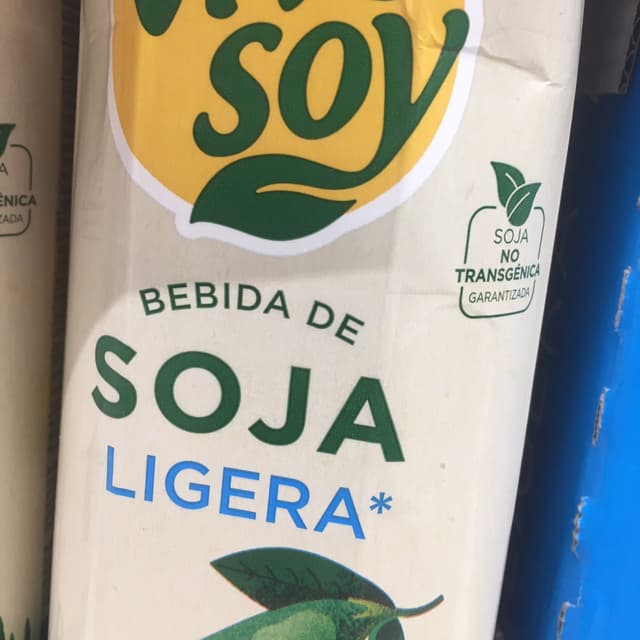 soy
BEBIDA DE
SOJA
LIGERA*
SOJA
NO
TRANSGÉNICA
GARANTIZADA